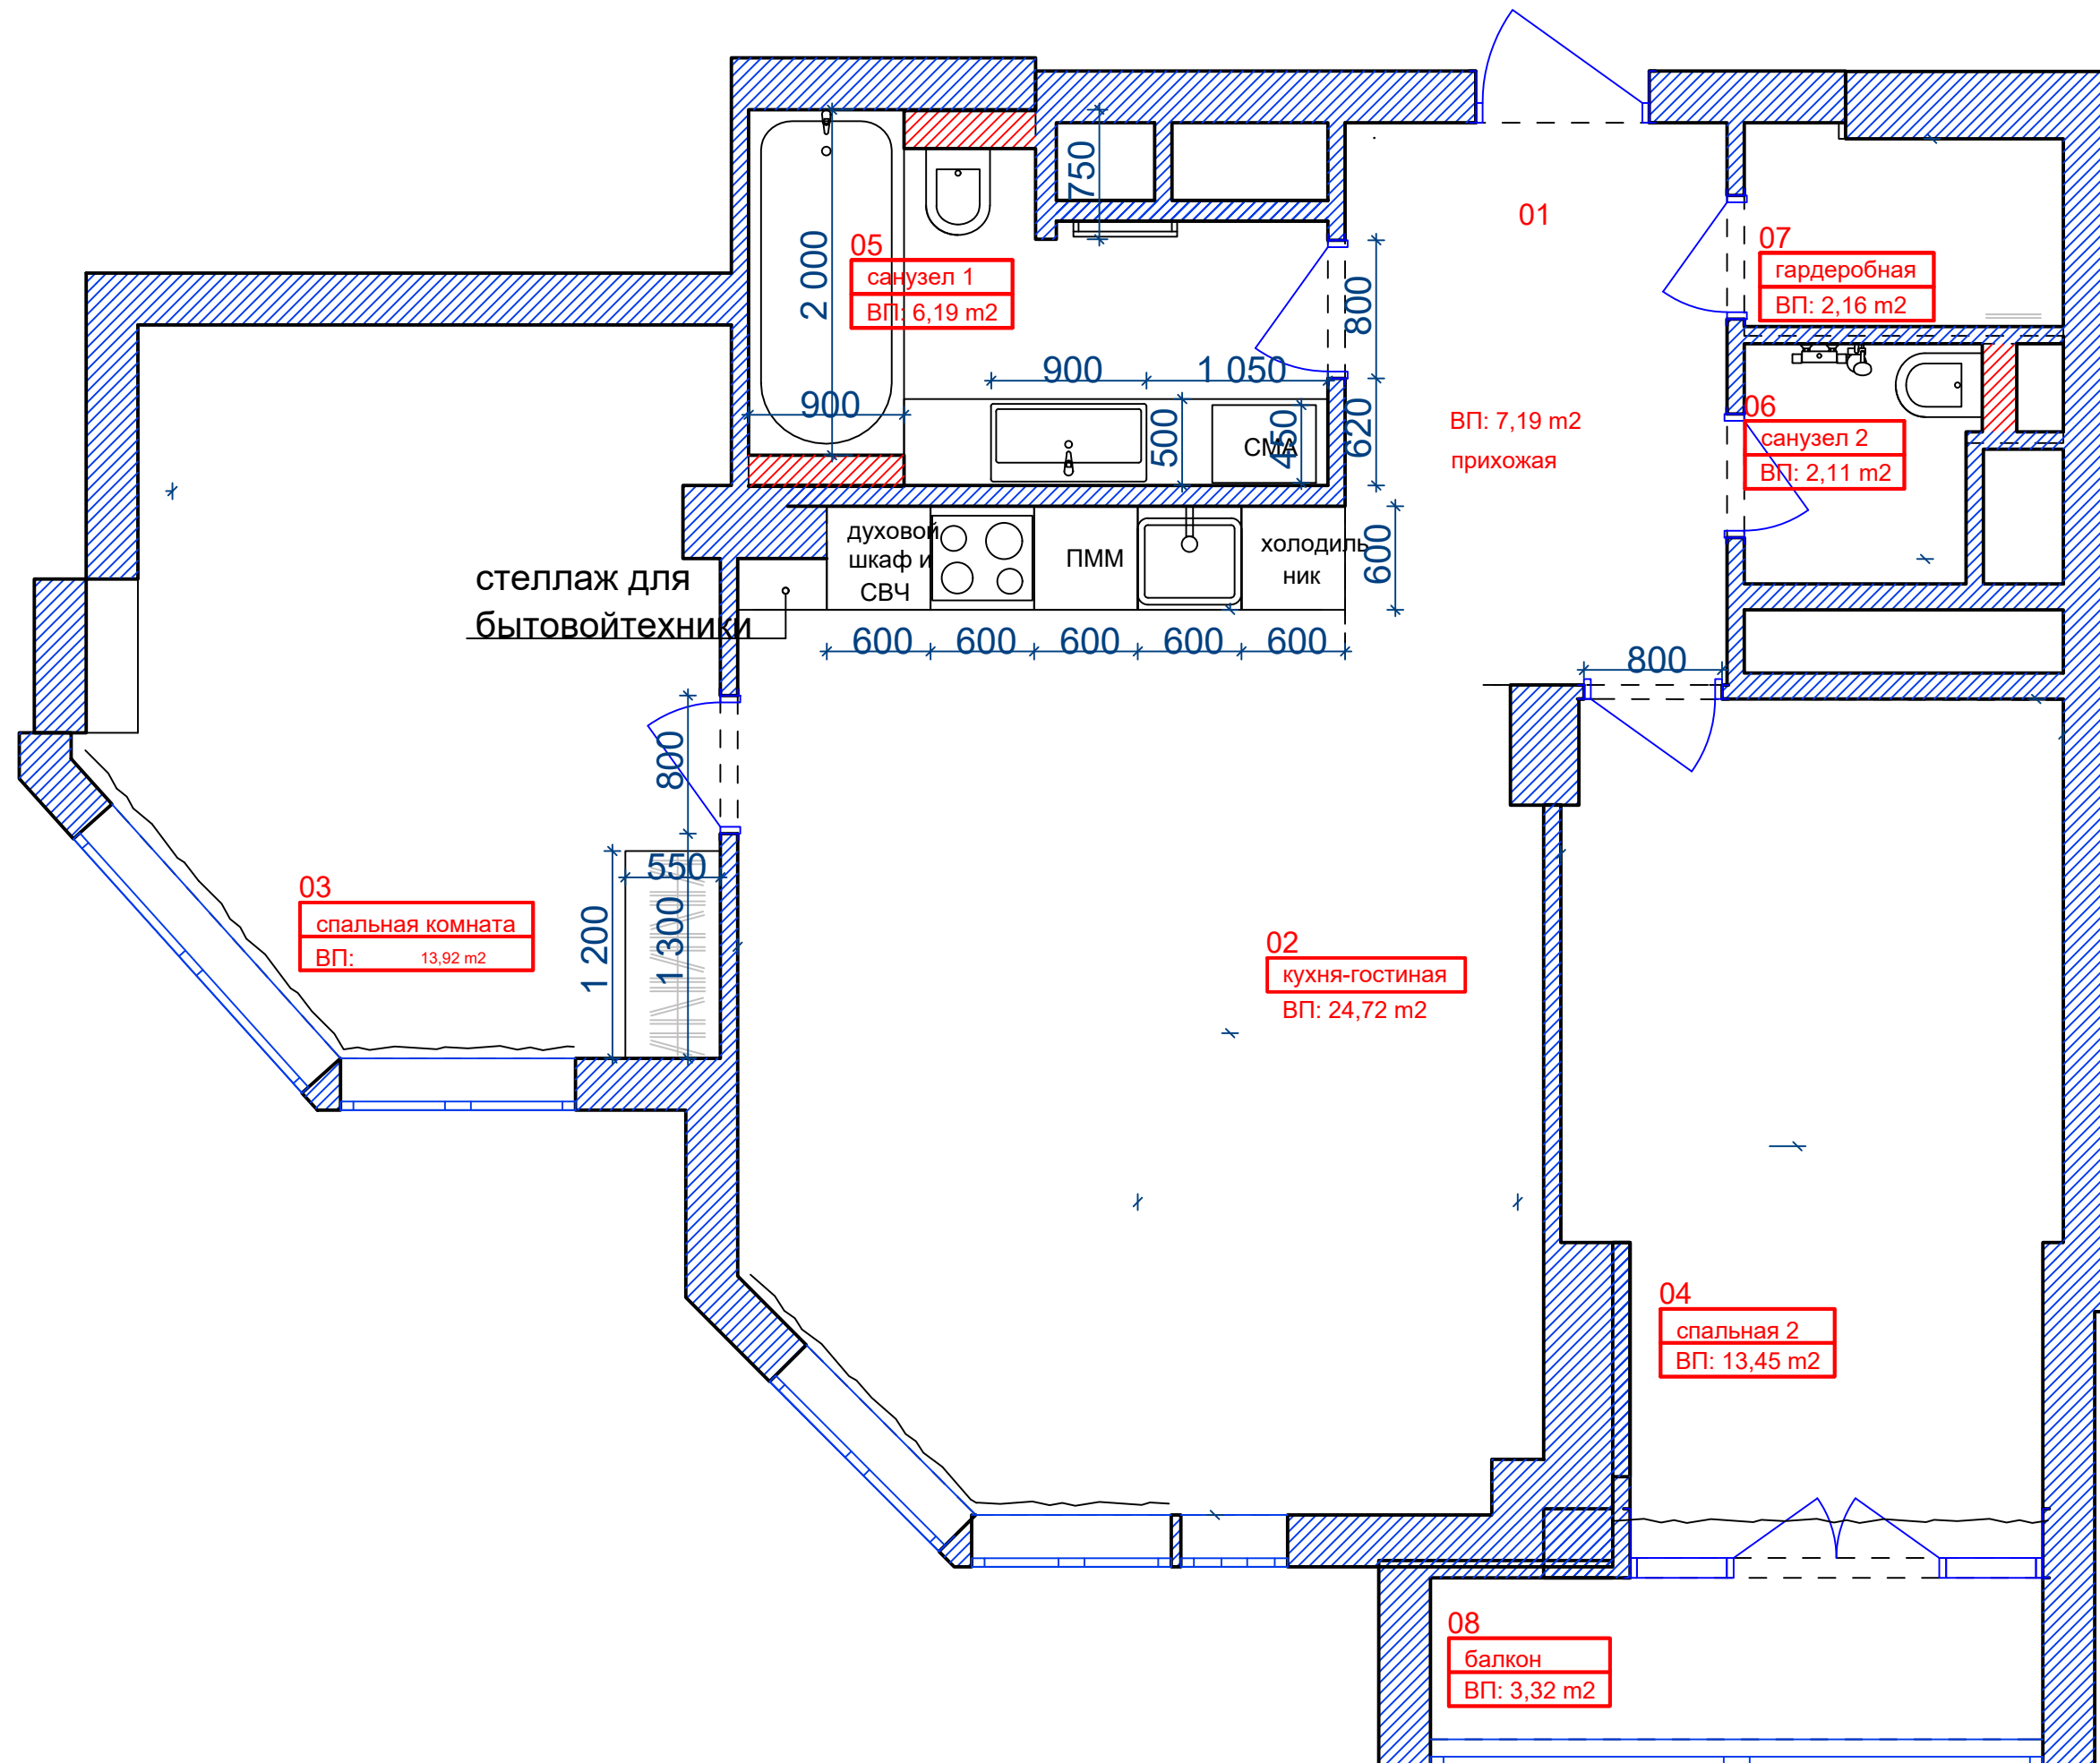 01
750
05
санузел 1
ВП: 6,19 m2
2 000
07
гардеробная
ВП: 2,16 m2
800
900
1 050
900
500
СМА
450
620
ВП: 7,19 m2
прихожая
06
санузел 2
ВП: 2,11 m2
духовой
шкаф и
СВЧ
ПММ
холодиль
ник
600
стеллаж для
бытовойтехники
600
600
600
600
600
800
800
550
1 200
1 300
03
спальная комната
ВП: 13,92 m2
02
кухня-гостиная
ВП: 24,72 m2
04
спальная 2
ВП: 13,45 m2
08
балкон
ВП: 3,32 m2